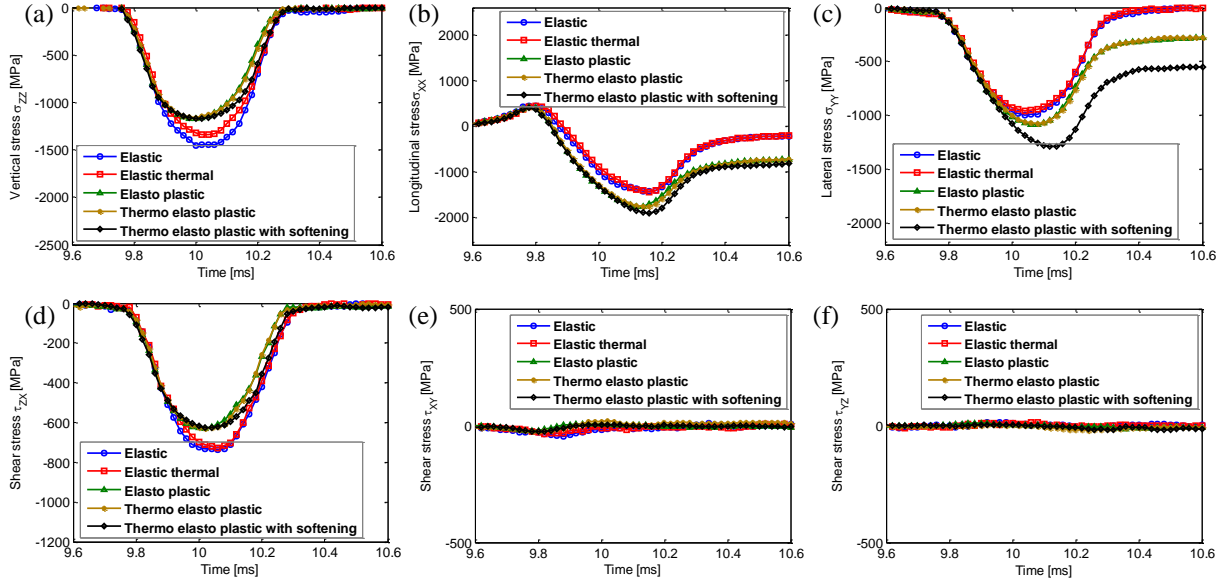 (a)
0
-500
-1000
-1500
-2000
-2500
Vertical stress σZZ [MPa]
Elastic
Elastic thermal
Elasto plastic
Thermo elasto plastic
Thermo elasto plastic with softening
9.6 9.8 10 10.2 10.4 10.6
Time [ms]
(b)
2000
1000
0
-1000
-2000
Longitudinal stressσXX [MPa]
Elastic
Elastic thermal
Elasto plastic
Thermo elasto plastic
Thermo elasto plastic with softening
9.6 9.8 10 10.2 10.4 10.6
Time [ms]
(c)
0
-500
-1000
-1500
-2000
Lateral stress σYY [MPa]
Elastic
Elastic thermal
Elasto plastic
Thermo elasto plastic
Thermo elasto plastic with softening
9.6 9.8 10 10.2 10.4 10.6
Time [ms]
(d)
0
-200
-400
-600
-800
-1000
-1200
Shear stress τZX [MPa]
Elastic
Elastic thermal
Elasto plastic
Thermo elasto plastic
Thermo elasto plastic with softening
9.6 9.8 10 10.2 10.4 10.6
Time [ms]
(e)
500
0
-500
Shear stress τXY [MPa]
Elastic
Elastic thermal
Elasto plastic
Thermo elasto plastic
Thermo elasto plastic with softening
9.6 9.8 10 10.2 10.4 10.6
Time [ms]
(f)
500
0
-500
Shear stress τYZ [MPa]
Elastic
Elastic thermal
Elasto plastic
Thermo elasto plastic
Thermo elasto plastic with softening
9.6 9.8 10 10.2 10.4 10.6
Time [ms]